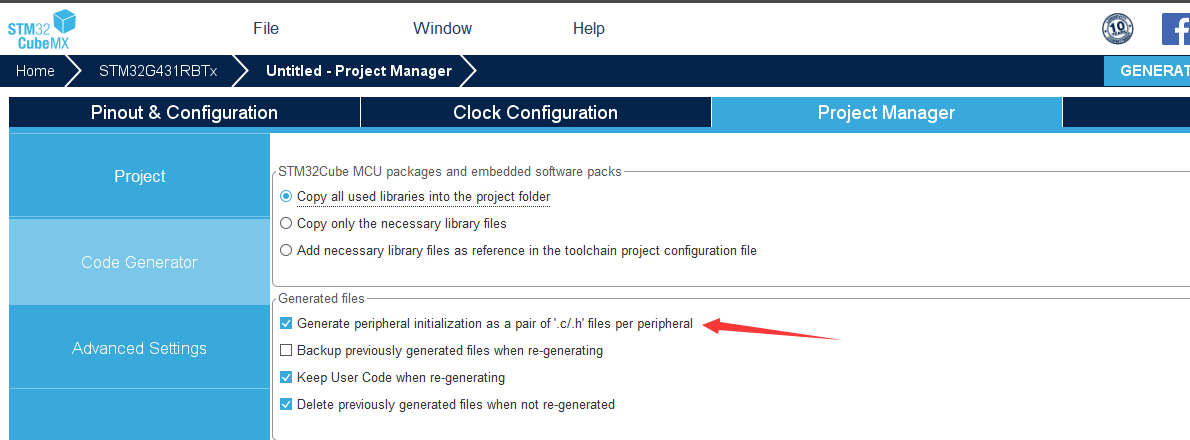 STM32
CubeMX
File
Window
Help
10
Home
STM32G431RBTx
Untitled - Project Manager
GENERAT
Pinout & Configuration
Clock Configuration
Project Manager
Project
Code Generator
Advanced Settings
STM32Cube MCU packages and embedded software packs
Copy all used libraries into the project folder
Copy only the necessary library files
Add necessary library files as reference in the toolchain project configuration file
Generated files
Generate peripheral initialization as a pair of '.c/.h' files per peripheral
Backup previously generated files when re-generating
Keep User Code when re-generating
Delete previously generated files when not re-generated